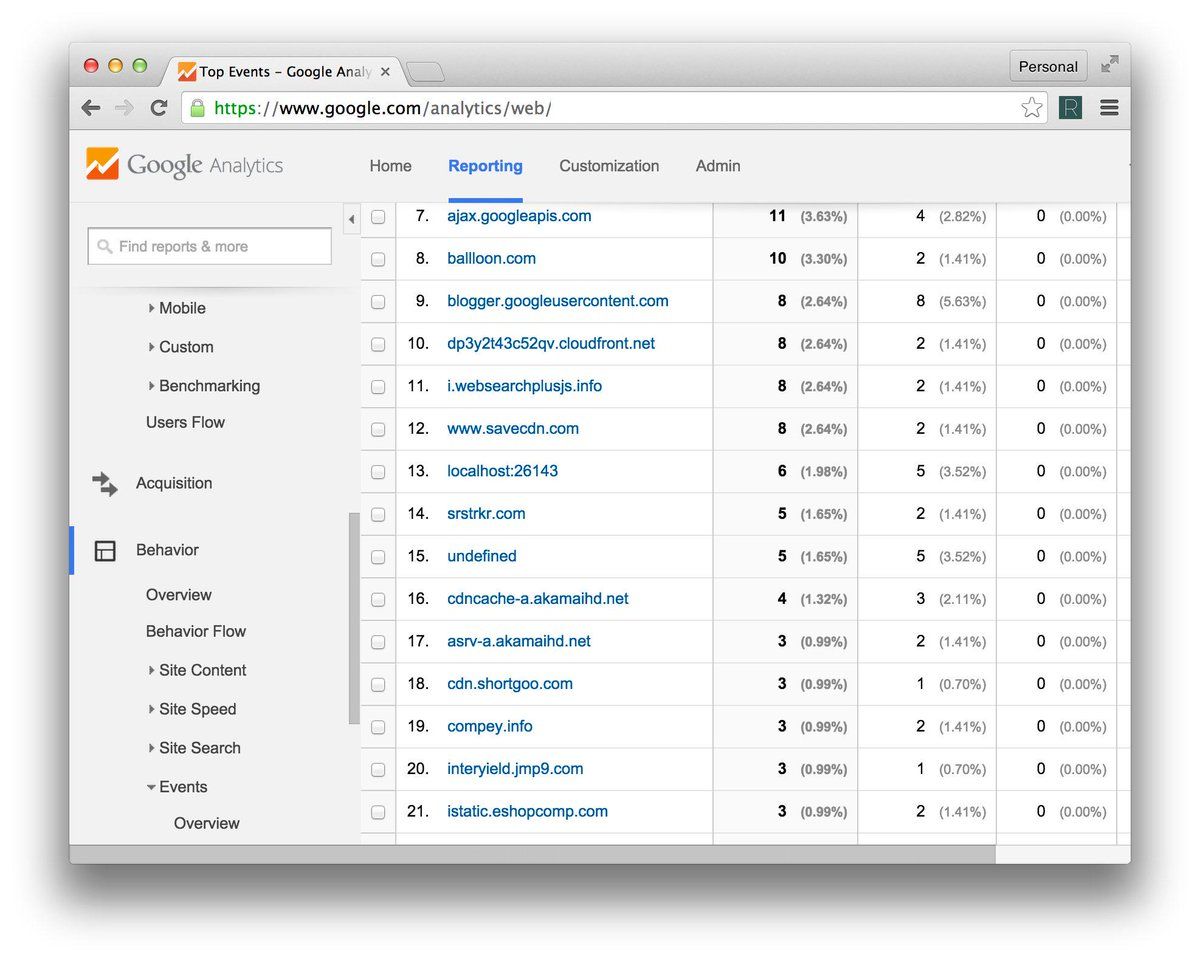 Top Events – Google Analy
Personal
https://www.google.com/analytics/web/
R
Google Analytics
Home Reporting Customization Admin
Find reports & more
Mobile
Custom
Benchmarking
Users Flow
Acquisition
Behavior
Overview
Behavior Flow
Site Content
Site Speed
Site Search
Events
Overview
7. ajax.googleapis.com 11 (3.63%) 4 (2.82%) 0 (0.00%)
8. ballloon.com 10 (3.30%) 2 (1.41%) 0 (0.00%)
9. blogger.googleusercontent.com 8 (2.64%) 8 (5.63%) 0 (0.00%)
10. dp3y2t43c52qv.cloudfront.net 8 (2.64%) 2 (1.41%) 0 (0.00%)
11. i.websearchplusjs.info 8 (2.64%) 2 (1.41%) 0 (0.00%)
12. www.savecdn.com 8 (2.64%) 2 (1.41%) 0 (0.00%)
13. localhost:26143 6 (1.98%) 5 (3.52%) 0 (0.00%)
14. srstrkr.com 5 (1.65%) 2 (1.41%) 0 (0.00%)
15. undefined 5 (1.65%) 5 (3.52%) 0 (0.00%)
16. cdncache-a.akamaihd.net 4 (1.32%) 3 (2.11%) 0 (0.00%)
17. asrv-a.akamaihd.net 3 (0.99%) 2 (1.41%) 0 (0.00%)
18. cdn.shortgoo.com 3 (0.99%) 1 (0.70%) 0 (0.00%)
19. compey.info 3 (0.99%) 2 (1.41%) 0 (0.00%)
20. interyield.jmp9.com 3 (0.99%) 1 (0.70%) 0 (0.00%)
21. istatic.eshopcomp.com 3 (0.99%) 2 (1.41%) 0 (0.00%)